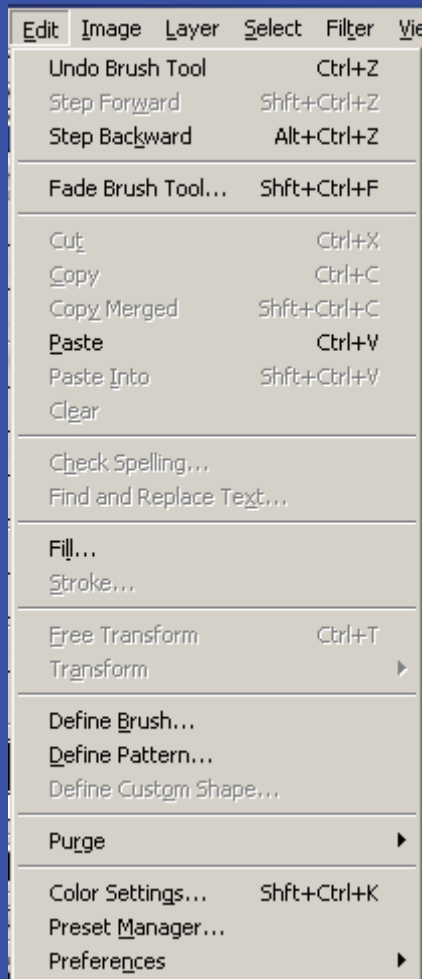 Edit Image Layer Select Filter Vie
Undo Brush Tool Ctrl+Z
Step Forward Shft+Ctrl+Z
Step Backward Alt+Ctrl+Z
Fade Brush Tool... Shft+Ctrl+F
Cut Ctrl+X
Copy Ctrl+C
Copy Merged Shft+Ctrl+C
Paste Ctrl+V
Paste Into Shft+Ctrl+V
Clear
Check Spelling...
Find and Replace Text...
Fill...
Stroke...
Free Transform Ctrl+T
Transform
Define Brush...
Define Pattern...
Define Custom Shape...
Purge
Color Settings... Shft+Ctrl+K
Preset Manager...
Preferences